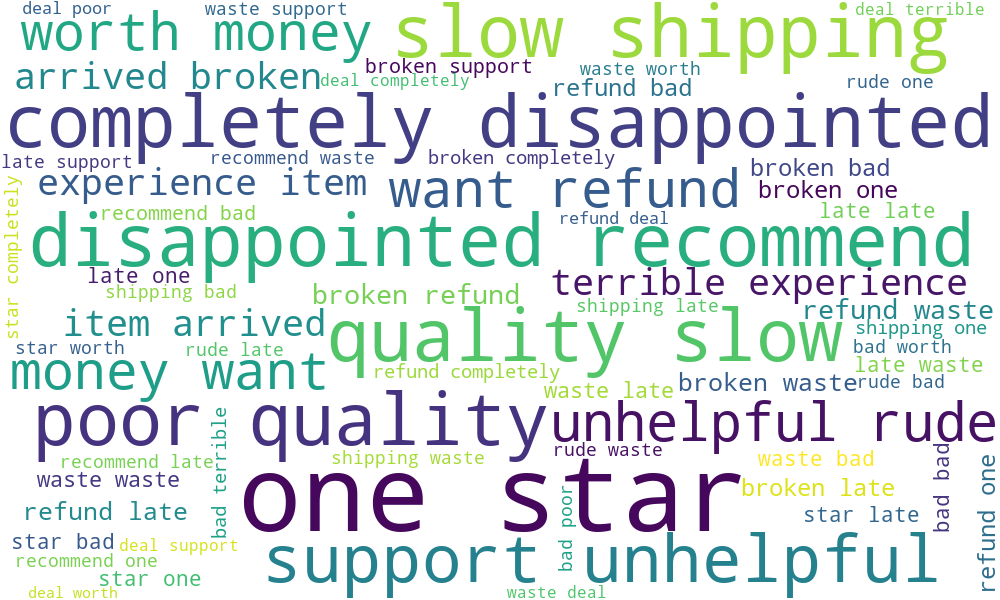 deal poor
waste support
deal terrible
worth money
slow shipping
arrived broken
broken support
deal completely
waste worth
refund bad
rude one
completely disappointed
late support
recommend waste
broken completely
broken bad
star completely
experience item
want refund
broken one
recommend bad
refund deal
late late
disappointed recommend
late one
shipping bad
terrible experience
broken refund
shipping late
refund waste
item arrived
quality slow
shipping one
star worth
rude late
bad worth
money want
refund completely
late waste
waste late
broken waste
rude bad
poor quality
unhelpful rude
bad terrible
recommend late
shipping waste
rude waste
waste bad
bad bad
refund one
waste waste
one star
broken late
refund late
bad poor
star late
star bad
deal support
support unhelpful
recommend one
star one
deal worth
waste deal